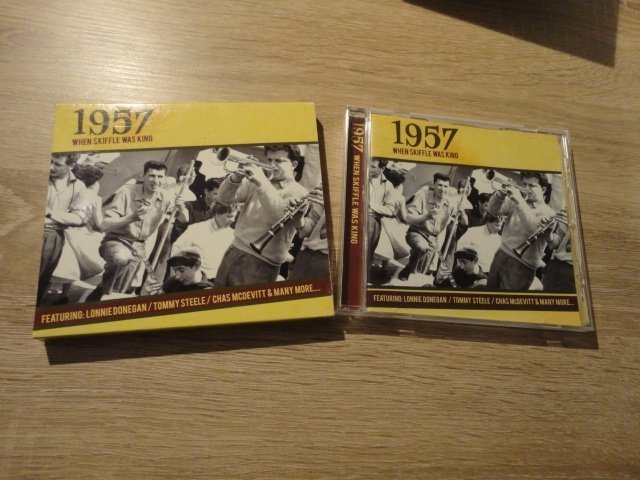 1957
WHEN SKIFFLE WAS KING
FEATURING: LONNIE DONEGAN / TOMMY STEELE / CHAS MCDEVITT & MANY MORE...
1957 WHEN SKIFFLE WAS KING
1957
WHEN SKIFFLE WAS KING
FEATURING: LONNIE DONEGAN / TOMMY STEELE / CHAS MCDEVITT & MANY MORE...